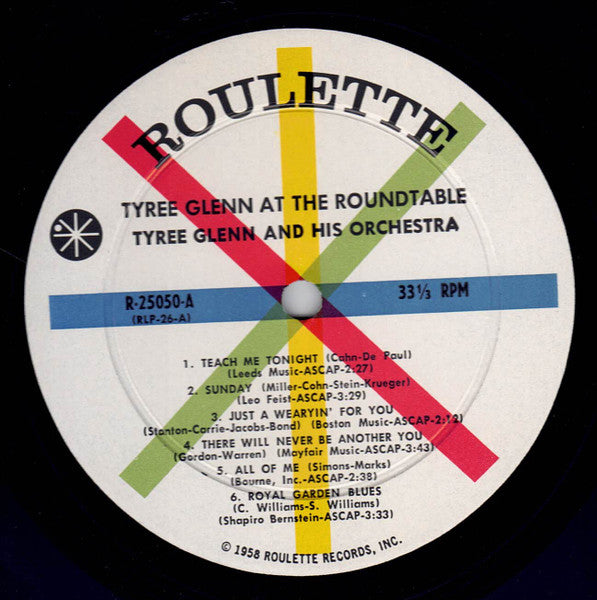 ROULETTE
TYREE GLENN AT THE ROUNDTABLE
TYREE GLENN AND HIS ORCHESTRA
R-25050-A
33⅓ RPM
(RLP-26-A)
1. TEACH ME TONIGHT (Cahn-De Paul)
(Leeds Music-ASCAP-2:27)
2. SUNDAY (Miller-Cohn-Stein-Krueger)
(Leo Feist-ASCAP-3:29)
3. JUST A WEARYIN' FOR YOU
(Stanton-Carrie-Jacobs-Bond) (Boston Music-ASCAP-2:12)
4. THERE WILL NEVER BE ANOTHER YOU
(Gordon-Warren) (Mayfair Music-ASCAP-3:43)
5. ALL OF ME (Simons-Marks)
(Bourne, Inc.-ASCAP-2:38)
6. ROYAL GARDEN BLUES
(C. Williams-S. Williams)
(Shapiro Bernstein-ASCAP-3:33)
© 1958 ROULETTE RECORDS, INC.